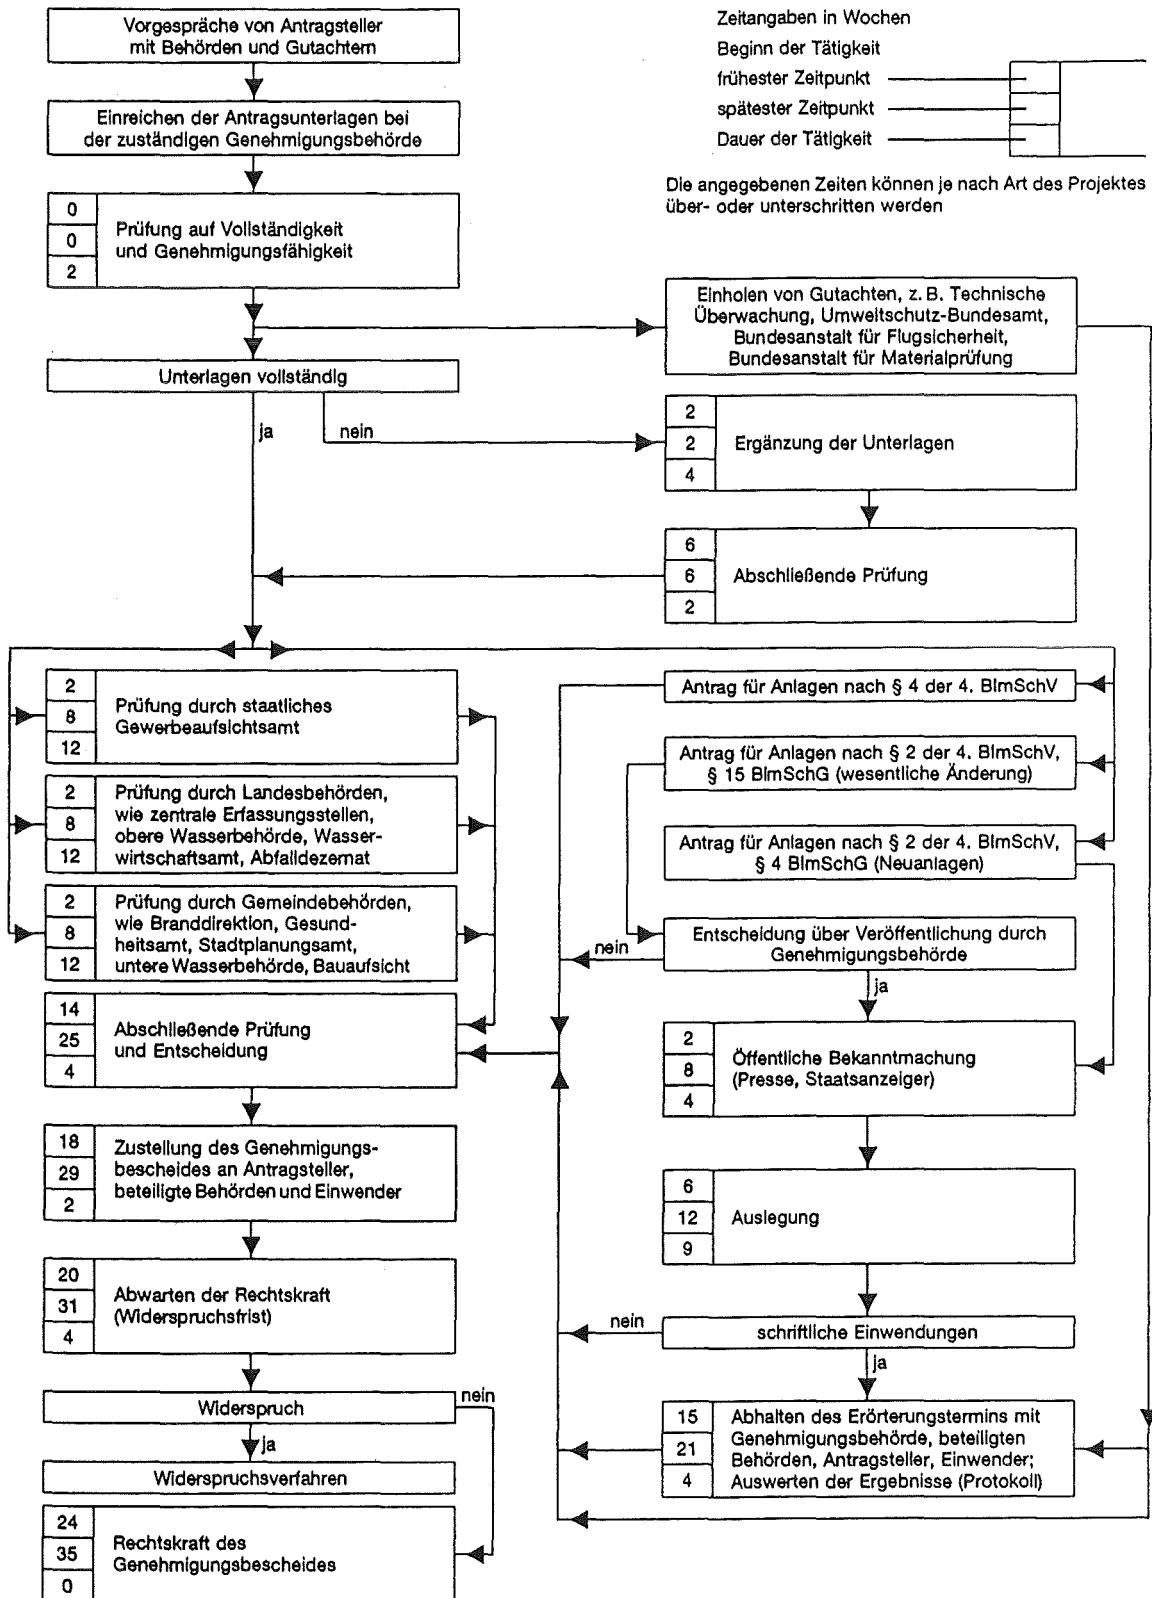 Vorgespräche von Antragsteller
mit Behörden und Gutachtern
Einreichen der Antragsunterlagen bei
der zuständigen Genehmigungsbehörde
0
0
2
Prüfung auf Vollständigkeit
und Genehmigungsfähigkeit
Zeitangaben in Wochen
Beginn der Tätigkeit
frühester Zeitpunkt
spätester Zeitpunkt
Dauer der Tätigkeit
Die angegebenen Zeiten können je nach Art des Projektes
über- oder unterschritten werden
Einholen von Gutachten, z. B. Technische
Überwachung, Umweltschutz-Bundesamt,
Bundesanstalt für Flugsicherheit,
Bundesanstalt für Materialprüfung
Unterlagen vollständig
ja
nein
2
2
4
Ergänzung der Unterlagen
6
6
2
Abschließende Prüfung
2
8
12
Prüfung durch staatliches
Gewerbeaufsichtsamt
2
8
12
Prüfung durch Landesbehörden,
wie zentrale Erfassungsstellen,
obere Wasserbehörde, Wasser-
wirtschaftsamt, Abfalldezernat
2
8
12
Prüfung durch Gemeindebehörden,
wie Branddirektion, Gesund-
heitsamt, Stadtplanungsamt,
untere Wasserbehörde, Bauaufsicht
14
25
4
Abschließende Prüfung
und Entscheidung
18
29
2
Zustellung des Genehmigungs-
bescheides an Antragsteller,
beteiligte Behörden und Einwender
20
31
4
Abwarten der Rechtskraft
(Widerspruchsfrist)
Widerspruch
nein
ja
Widerspruchsverfahren
24
35
0
Rechtskraft des
Genehmigungsbescheides
Antrag für Anlagen nach § 4 der 4. BImSchV
Antrag für Anlagen nach § 2 der 4. BImSchV,
§ 15 BImSchG (wesentliche Änderung)
Antrag für Anlagen nach § 2 der 4. BImSchV,
§ 4 BImSchG (Neuanlagen)
Entscheidung über Veröffentlichung durch
Genehmigungsbehörde
nein
ja
2
8
4
Öffentliche Bekanntmachung
(Presse, Staatsanzeiger)
6
12
9
Auslegung
schriftliche Einwendungen
nein
ja
15
21
4
Abhalten des Erörterungstermins mit
Genehmigungsbehörde, beteiligten
Behörden, Antragsteller, Einwender;
Auswerten der Ergebnisse (Protokoll)